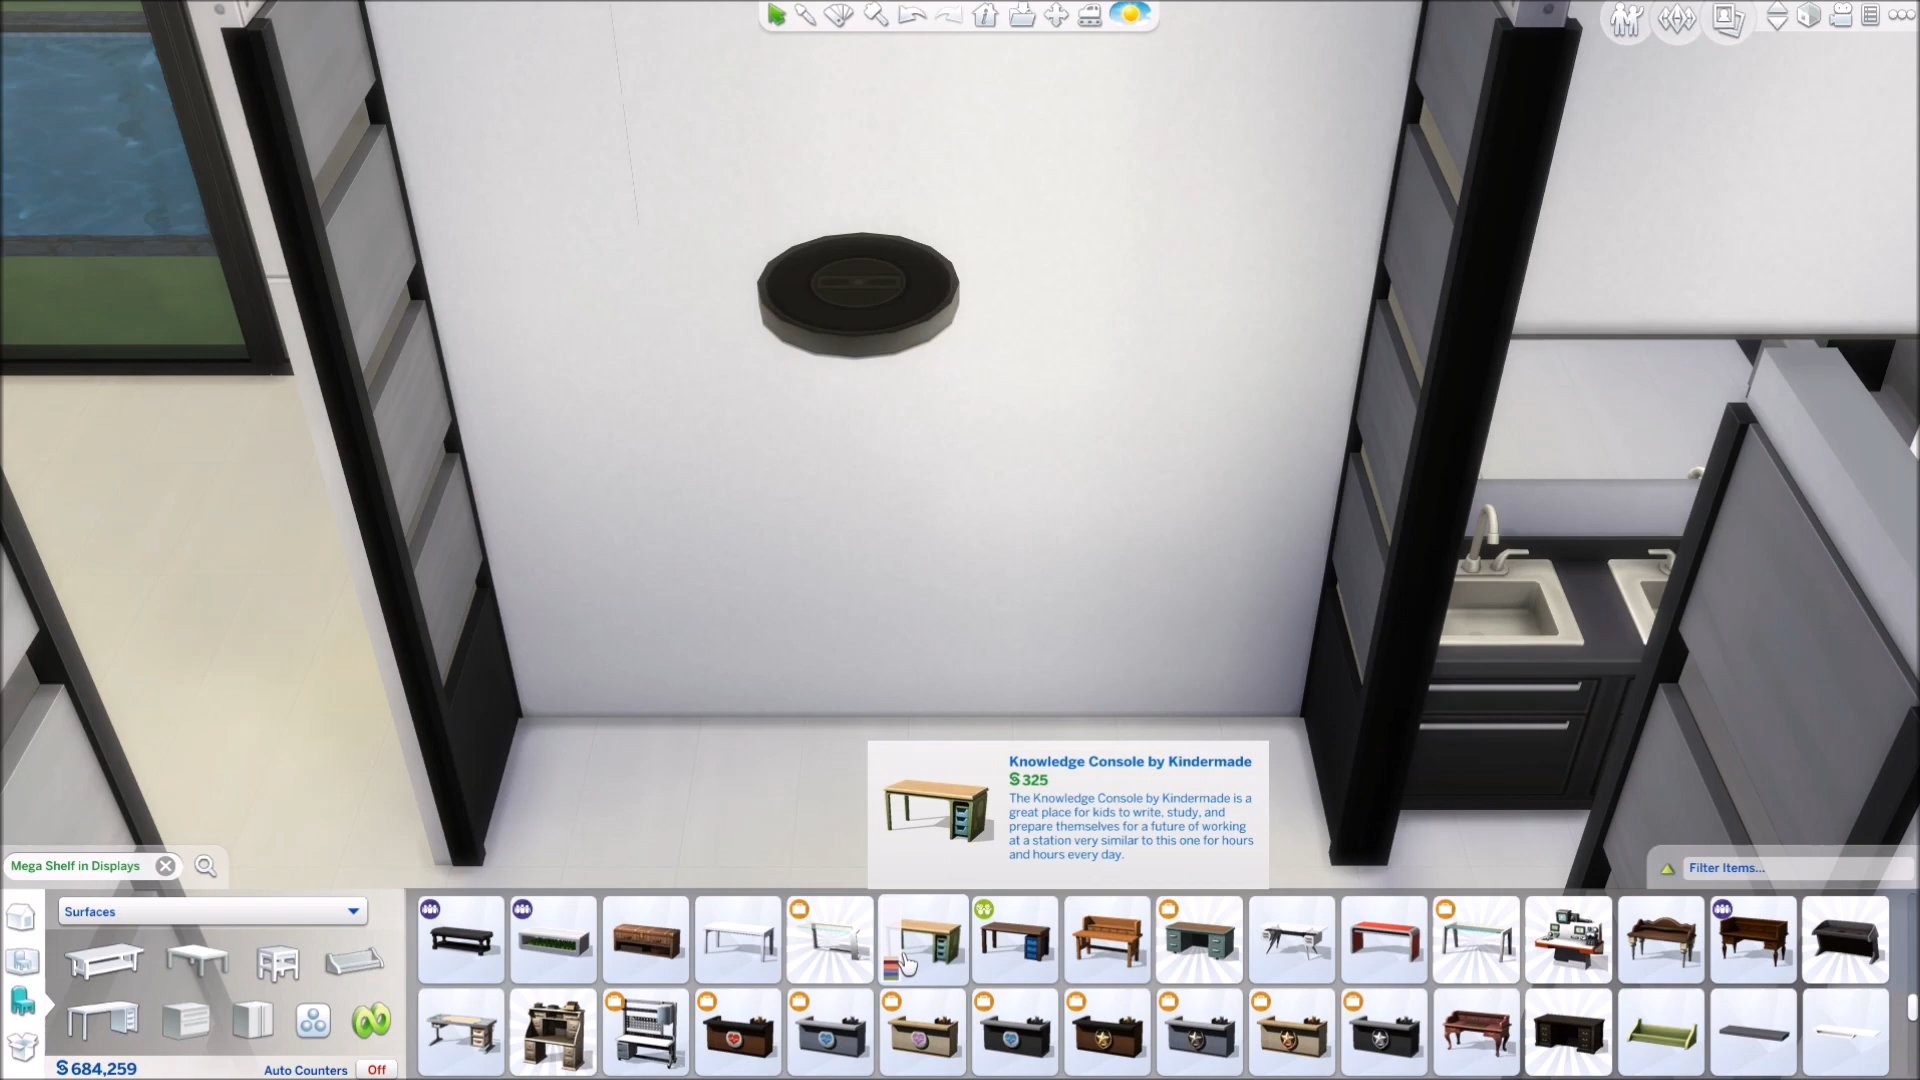 Knowledge Console by Kindermade
§325
The Knowledge Console by Kindermade is a
great place for kids to write, study, and
prepare themselves for a future of working
at a station very similar to this one for hours
and hours every day.
Mega Shelf in Displays
Filter Items...
Surfaces
§684,259
Auto Counters
Off